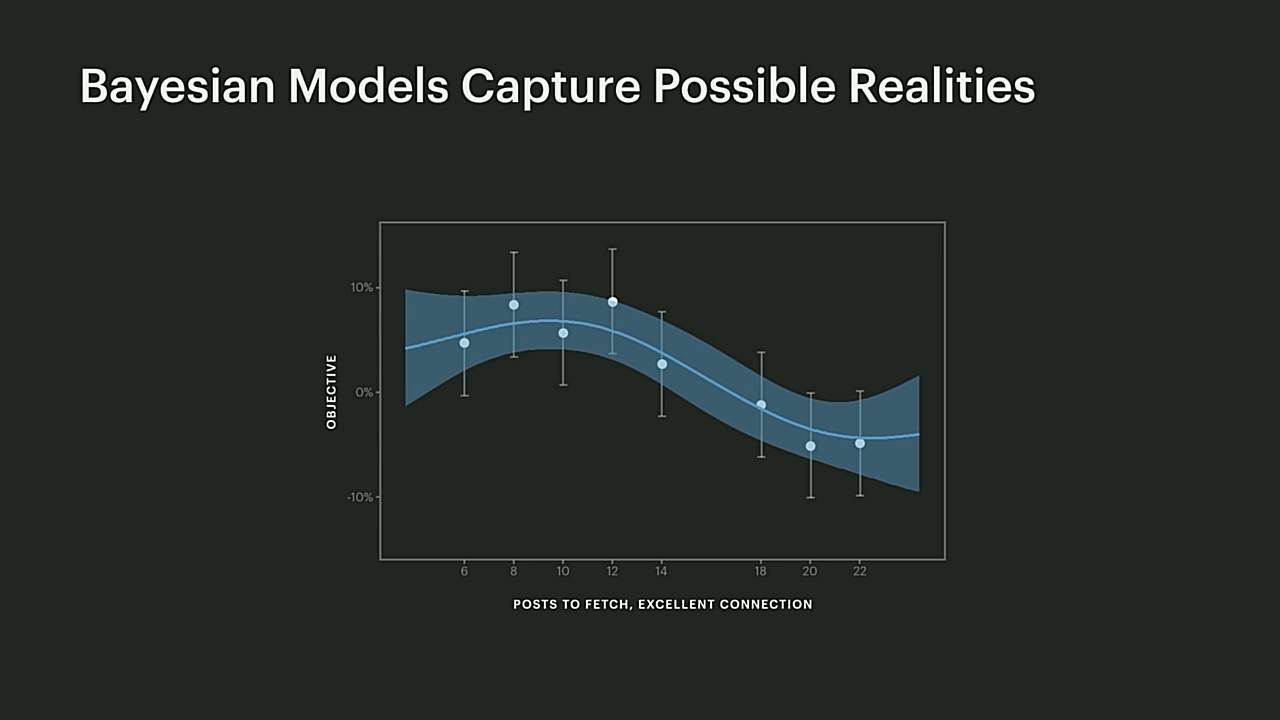 Bayesian Models Capture Possible Realities
10%
0%
-10%
OBJECTIVE
6 8 10 12 14 18 20 22
POSTS TO FETCH, EXCELLENT CONNECTION